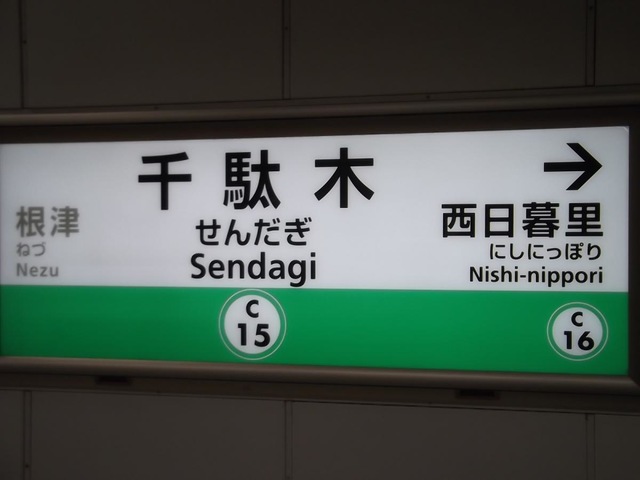 千駄木
せんだぎ
Sendagi
C
15
根津
ねづ
Nezu
→
西日暮里
にしにっぽり
Nishi-nippori
C
16